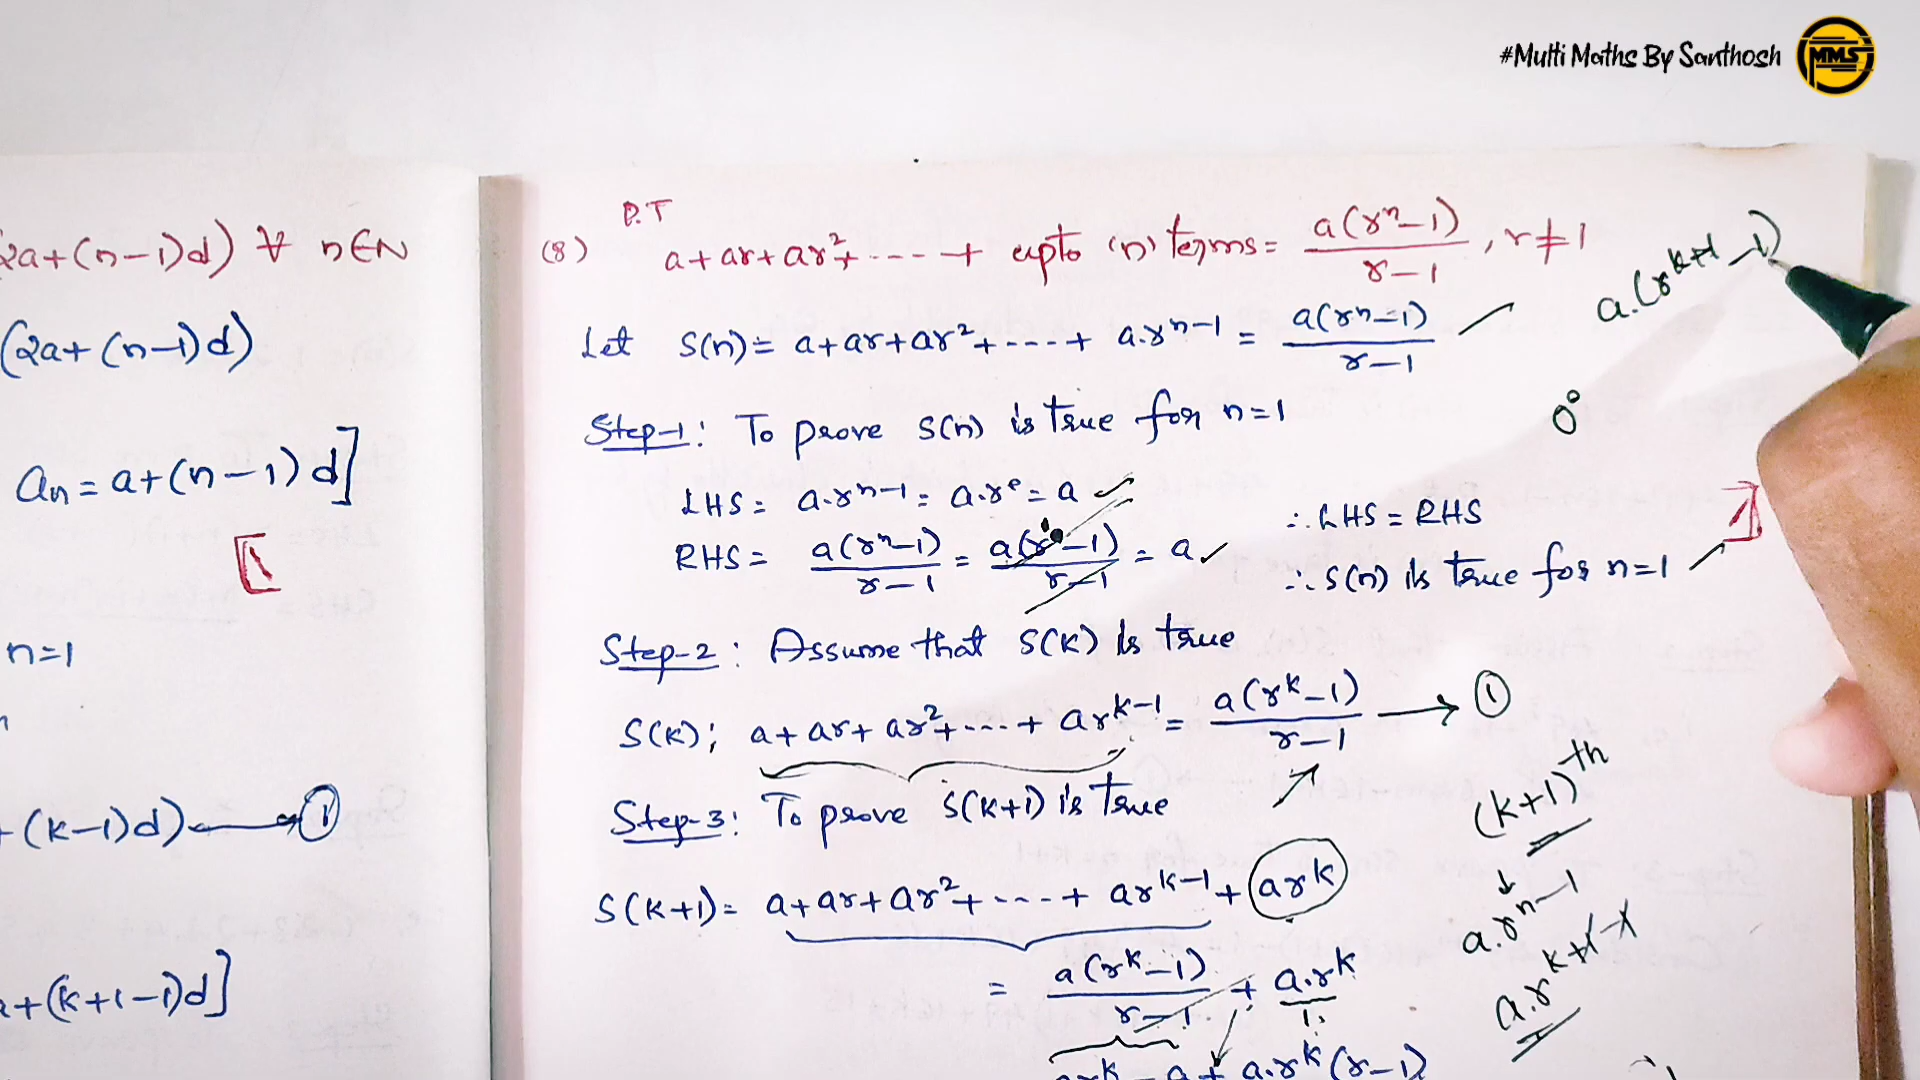 #Multi Maths By Santhosh
MMS
2a+(n-1)d) ∀ n∈N
(2a+(n-1)d)
an = a+(n-1)d]
n=1
+(k-1)d) → ①
+(k+1-1)d]
P.T
(8) a+ar+ar²+----+ upto 'n' terms = a(rⁿ-1)/(r-1), r≠1
Let S(n) = a+ar+ar²+----+ a.rⁿ⁻¹ = a(rⁿ-1)/(r-1)
a.(r^(k+1)-1)
Step-1: To prove S(n) is true for n=1
0°
LHS = a.rⁿ⁻¹ = a.r⁰ = a ✓
RHS = a(rⁿ-1)/(r-1) = a(r¹-1)/(r-1) = a ✓
∴ LHS = RHS
∴ S(n) is true for n=1
Step-2: Assume that S(k) is true
S(k); a+ar+ar²+----+ ar^(k-1) = a(r^k-1)/(r-1) → ①
Step-3: To prove S(k+1) is true
(k+1)th
S(k+1) = a+ar+ar²+----+ ar^(k-1) + ar^k
↓
a.rⁿ⁻¹
= a(r^k-1)/(r-1) + a.r^k/1
a.r^(k+1-1)
ar^k - a + a.r^k(r-1)